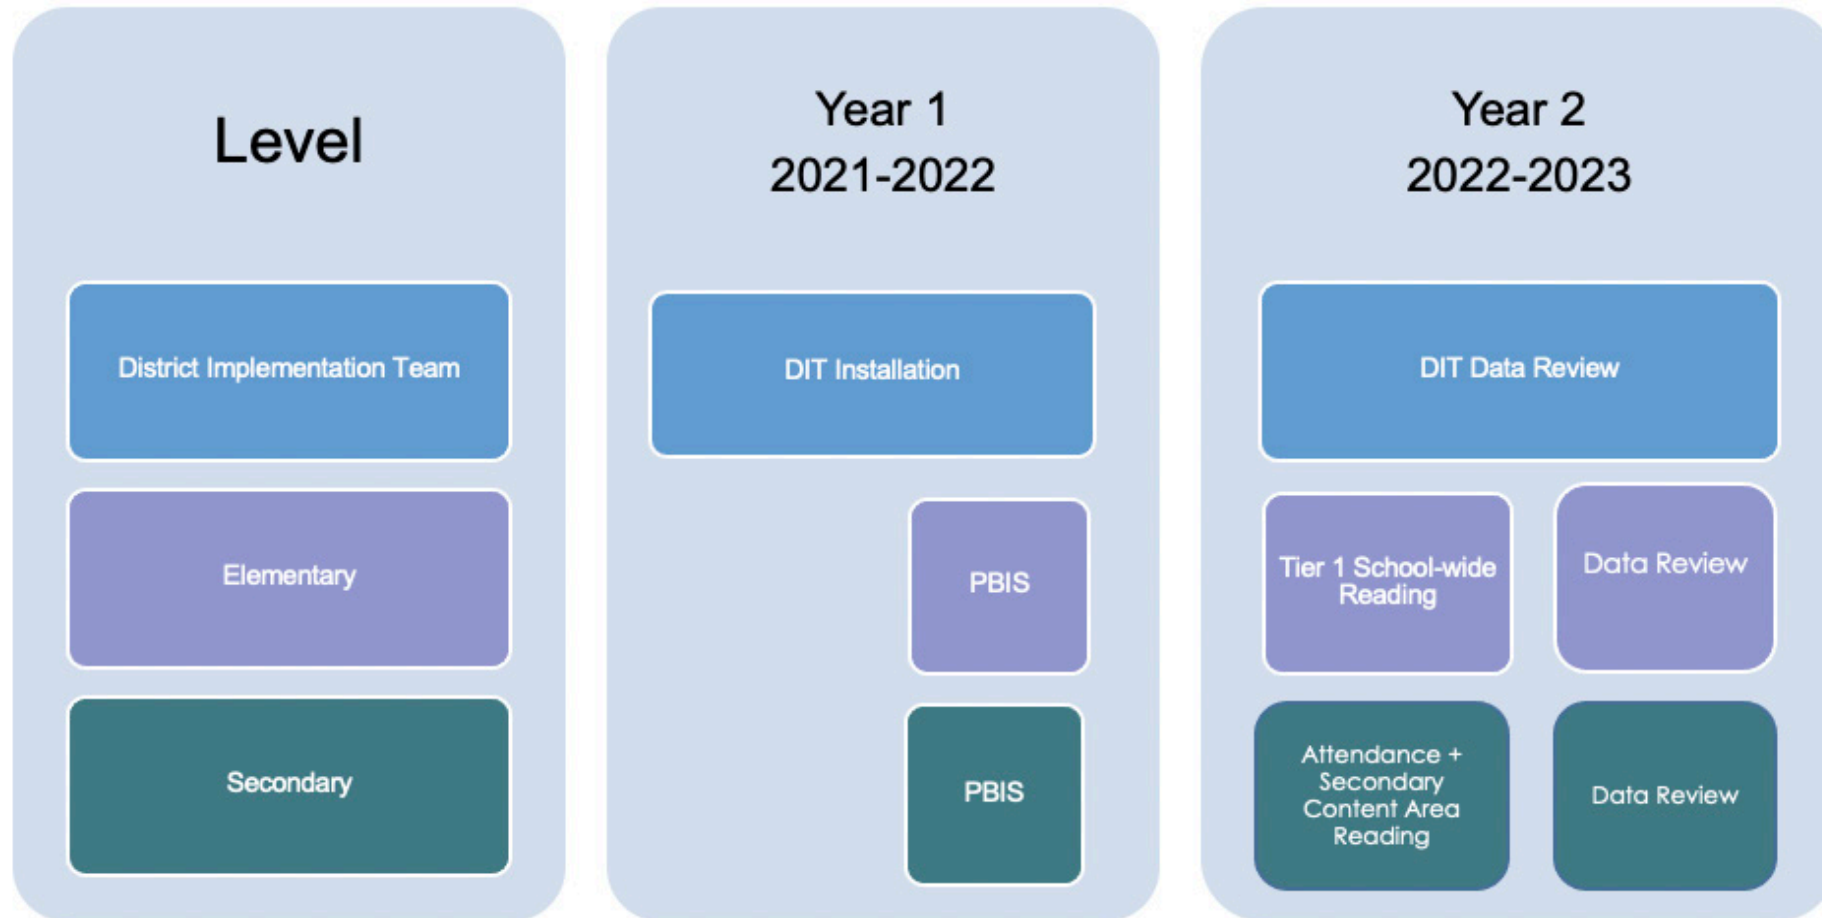 Level
District Implementation Team
Elementary
Secondary
Year 1
2021-2022
DIT Installation
PBIS
PBIS
Year 2
2022-2023
DIT Data Review
Tier 1 School-wide
Reading
Data Review
Attendance +
Secondary
Content Area
Reading
Data Review